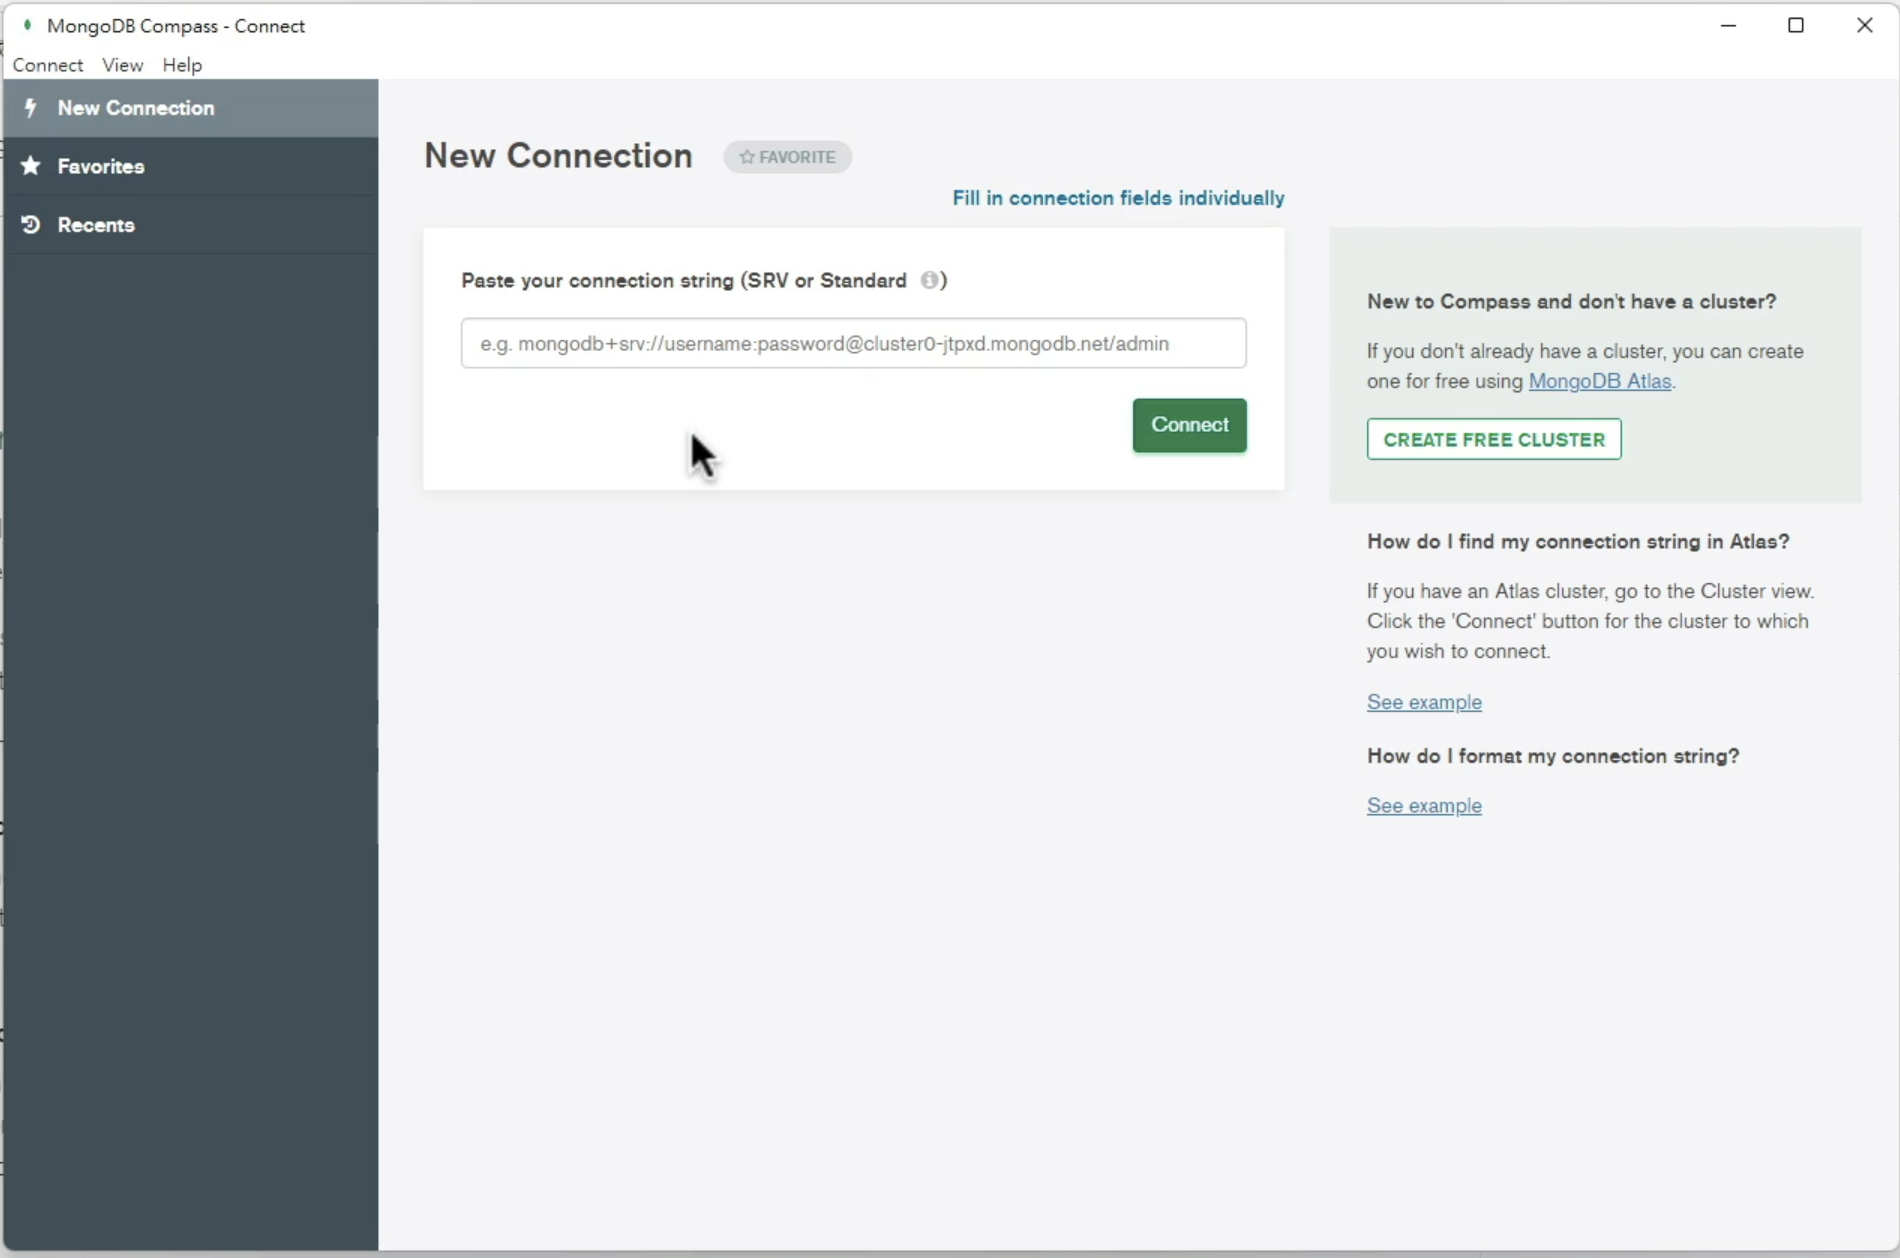 MongoDB Compass - Connect
Connect View Help
New Connection
Favorites
Recents
New Connection
FAVORITE
Fill in connection fields individually
Paste your connection string (SRV or Standard )
e.g. mongodb+srv://username:password@cluster0-jtpxd.mongodb.net/admin
Connect
New to Compass and don't have a cluster?
If you don't already have a cluster, you can create
one for free using MongoDB Atlas.
CREATE FREE CLUSTER
How do I find my connection string in Atlas?
If you have an Atlas cluster, go to the Cluster view.
Click the 'Connect' button for the cluster to which
you wish to connect.
See example
How do I format my connection string?
See example